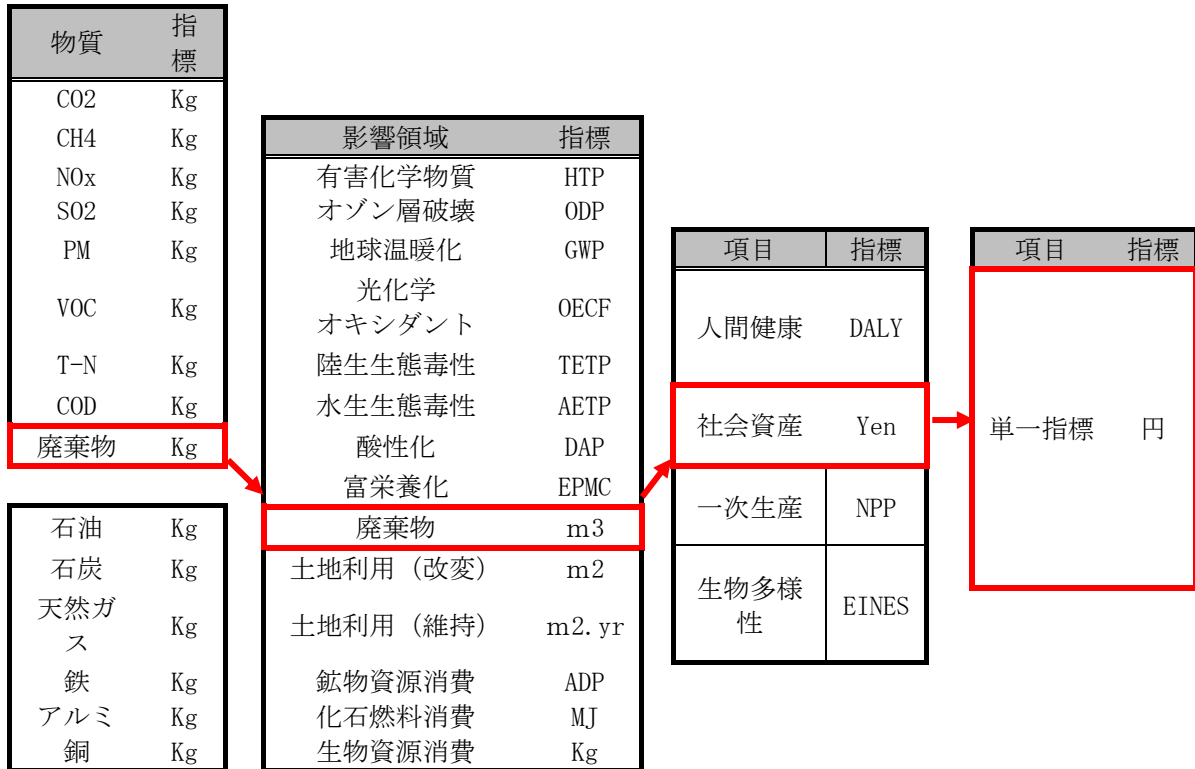 物質 指標
CO2 Kg
CH4 Kg
NOx Kg
SO2 Kg
PM Kg
VOC Kg
T-N Kg
COD Kg
廃棄物 Kg
石油 Kg
石炭 Kg
天然ガス Kg
鉄 Kg
アルミ Kg
銅 Kg
影響領域 指標
有害化学物質 HTP
オゾン層破壊 ODP
地球温暖化 GWP
光化学
オキシダント OECF
陸生生態毒性 TETP
水生生態毒性 AETP
酸性化 DAP
富栄養化 EPMC
廃棄物 m3
土地利用（改変） m2
土地利用（維持） m2.yr
鉱物資源消費 ADP
化石燃料消費 MJ
生物資源消費 Kg
項目 指標
人間健康 DALY
社会資産 Yen
一次生産 NPP
生物多様性 EINES
項目 指標
単一指標 円